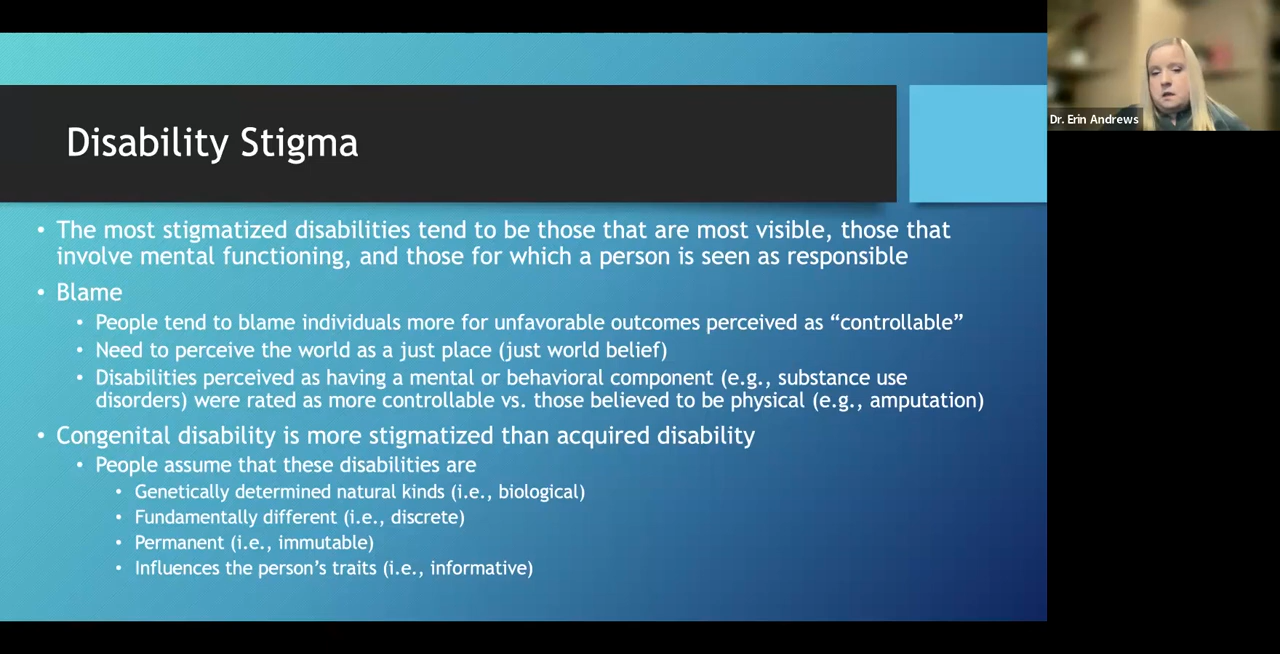 Disability Stigma
• The most stigmatized disabilities tend to be those that are most visible, those that
involve mental functioning, and those for which a person is seen as responsible
• Blame
• People tend to blame individuals more for unfavorable outcomes perceived as “controllable”
• Need to perceive the world as a just place (just world belief)
• Disabilities perceived as having a mental or behavioral component (e.g., substance use
disorders) were rated as more controllable vs. those believed to be physical (e.g., amputation)
• Congenital disability is more stigmatized than acquired disability
• People assume that these disabilities are
• Genetically determined natural kinds (i.e., biological)
• Fundamentally different (i.e., discrete)
• Permanent (i.e., immutable)
• Influences the person’s traits (i.e., informative)
Dr. Erin Andrews